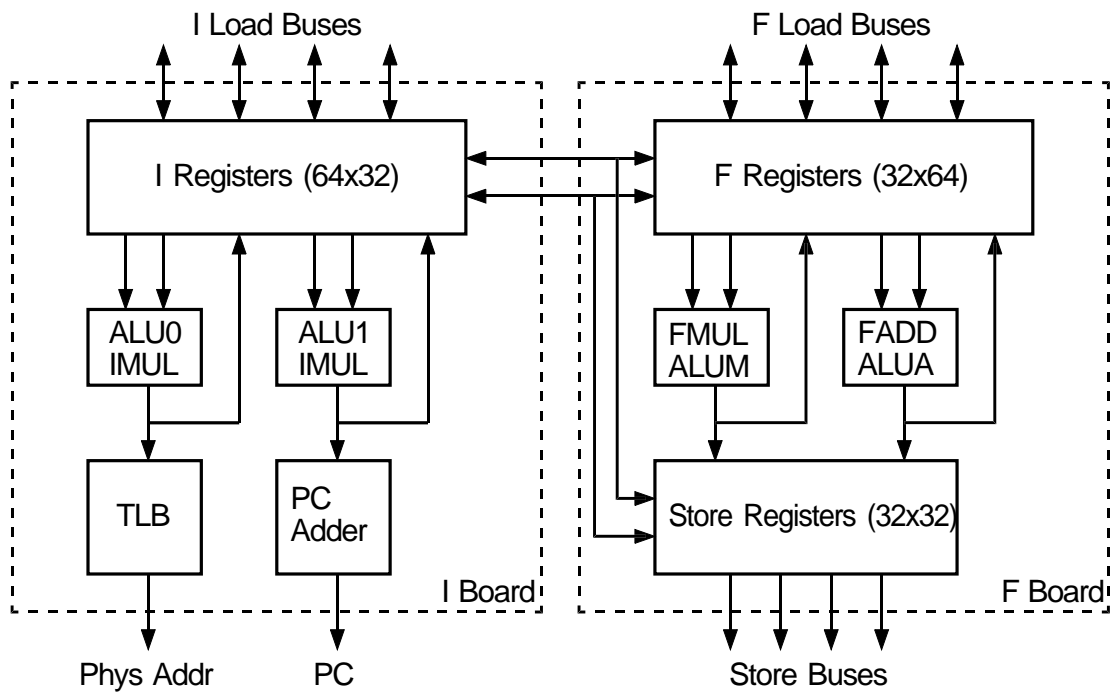 I Load Buses
F Load Buses
I Registers (64x32)
F Registers (32x64)
ALU0
IMUL
ALU1
IMUL
FMUL
ALUM
FADD
ALUA
TLB
PC
Adder
Store Registers (32x32)
I Board
F Board
Phys Addr
PC
Store Buses